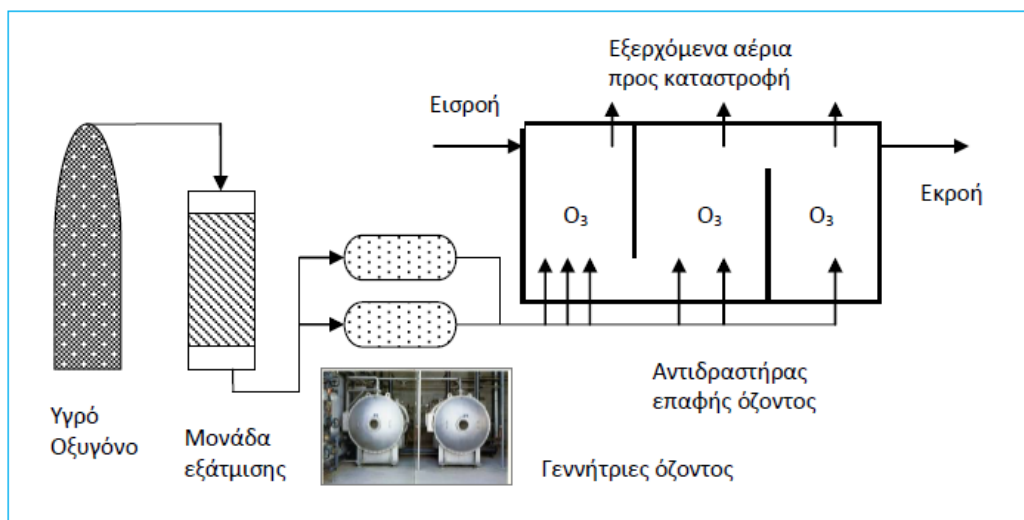 Εξερχόμενα αέρια
προς καταστροφή
Εισροή
Εκροή
O₃
O₃
O₃
Υγρό
Οξυγόνο
Μονάδα
εξάτμισης
Γεννήτριες όζοντος
Αντιδραστήρας
επαφής όζοντος